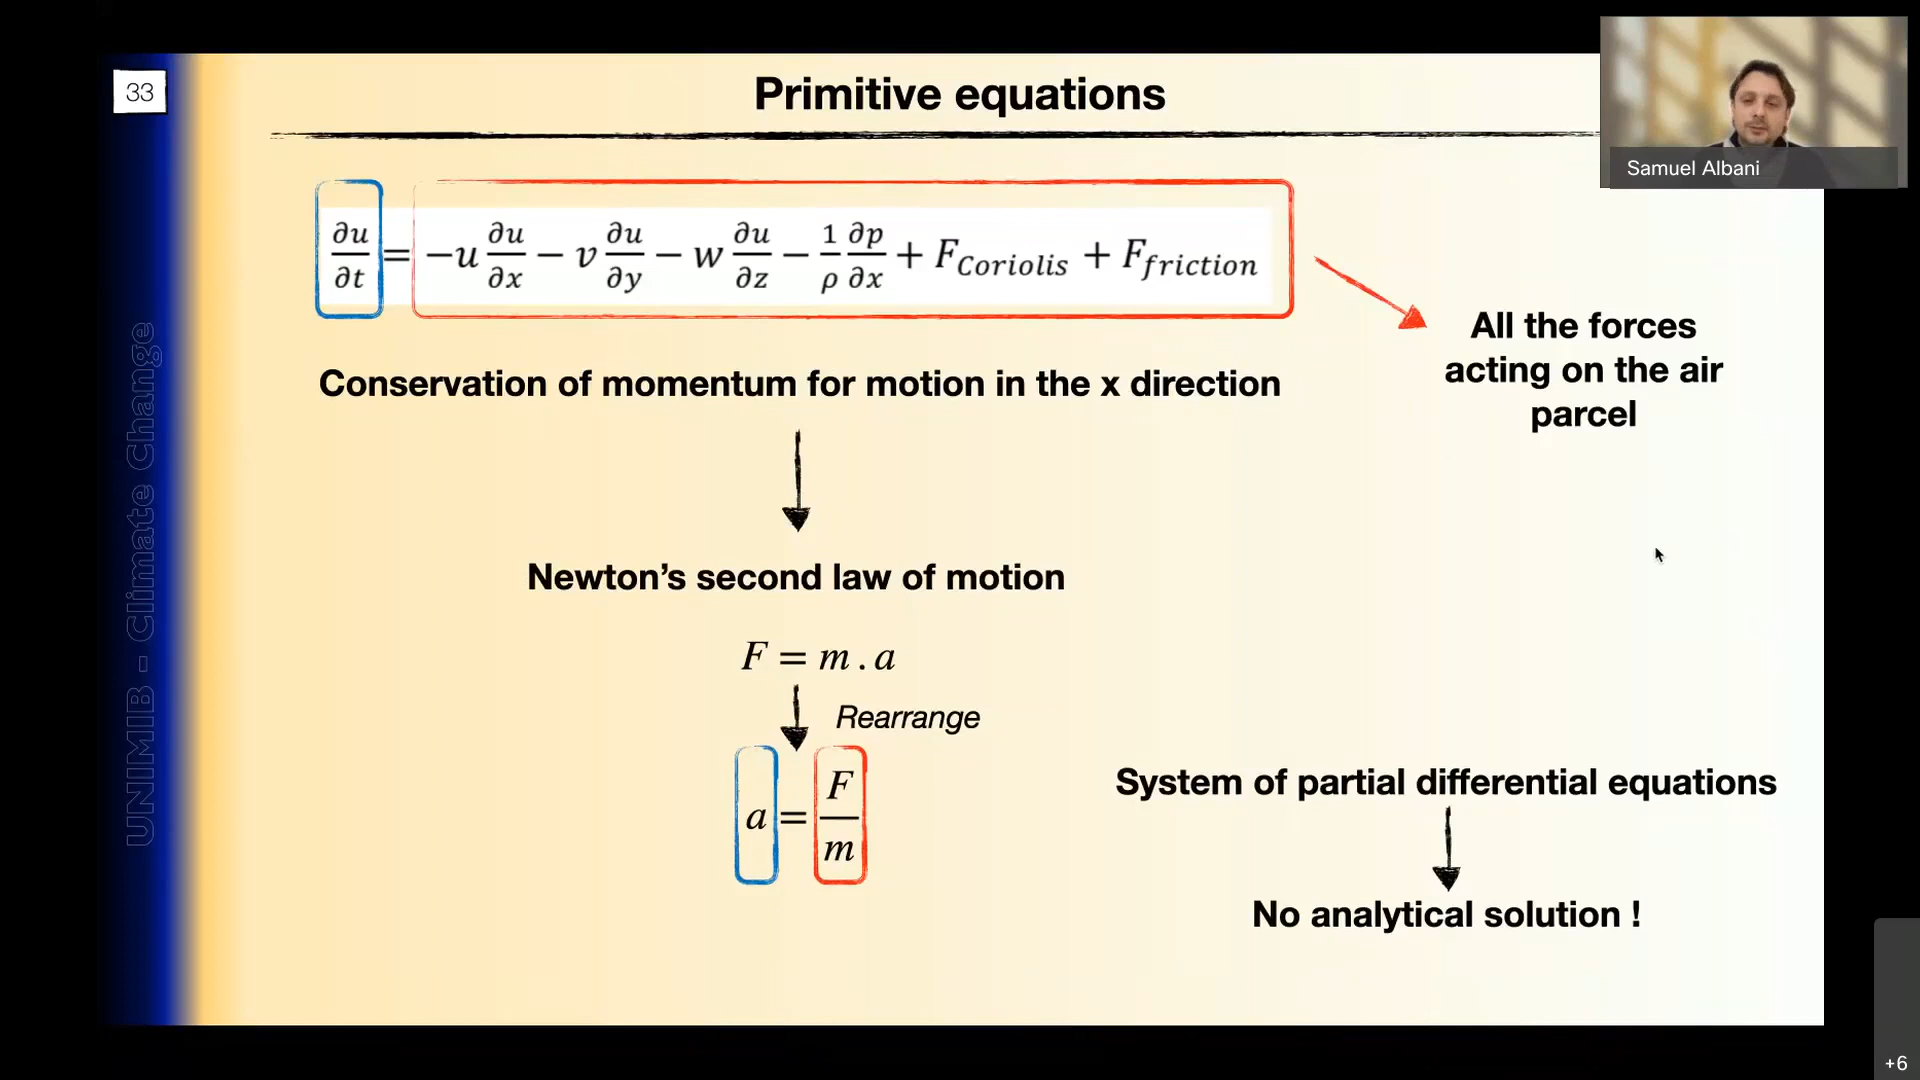 33
Primitive equations
Samuel Albani
∂u/∂t = −u ∂u/∂x − v ∂u/∂y − w ∂u/∂z − 1/ρ ∂p/∂x + F_Coriolis + F_friction
All the forces
acting on the air
parcel
Conservation of momentum for motion in the x direction
Newton’s second law of motion
F = m . a
Rearrange
a = F/m
System of partial differential equations
No analytical solution !
UNIMIB - Climate Change
+6